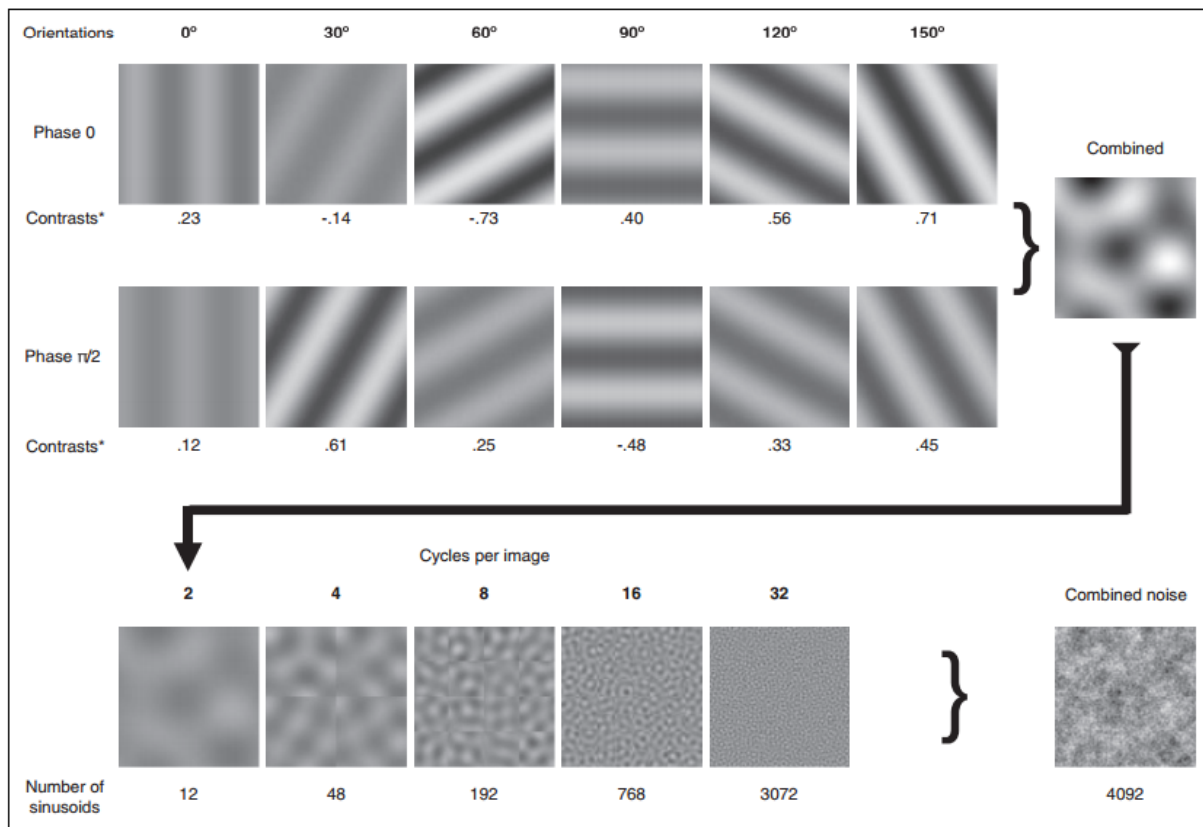 Orientations 0º 30º 60º 90º 120º 150º
Phase 0
Combined
Contrasts* .23 -.14 -.73 .40 .56 .71 }
Phase π/2
Contrasts* .12 .61 .25 -.48 .33 .45
Cycles per image
2 4 8 16 32 Combined noise
}
Number of
sinusoids 12 48 192 768 3072 4092